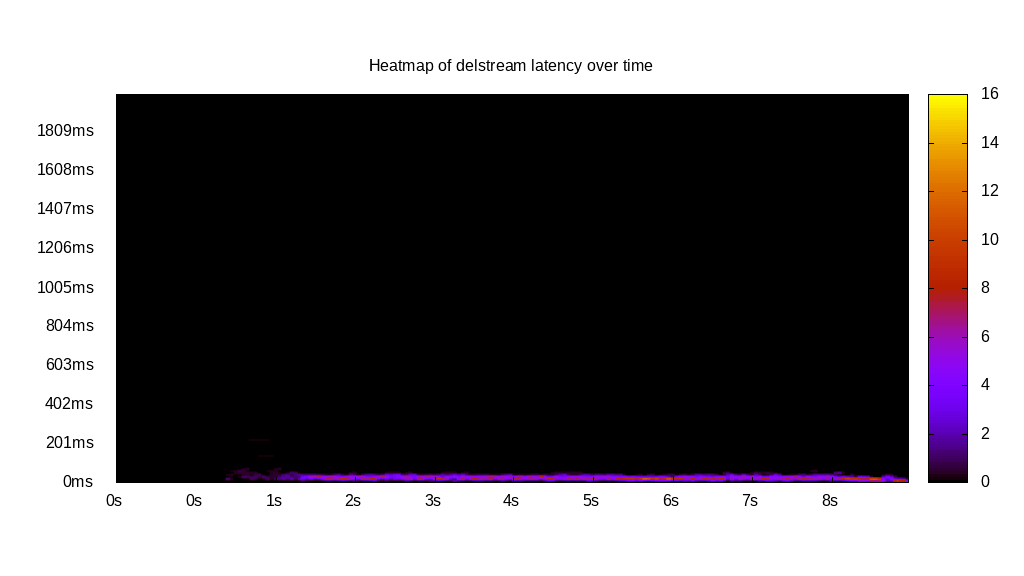 Heatmap of delstream latency over time
1809ms
1608ms
1407ms
1206ms
1005ms
804ms
603ms
402ms
201ms
0ms
0s 0s 1s 2s 3s 4s 5s 6s 7s 8s
16
14
12
10
8
6
4
2
0